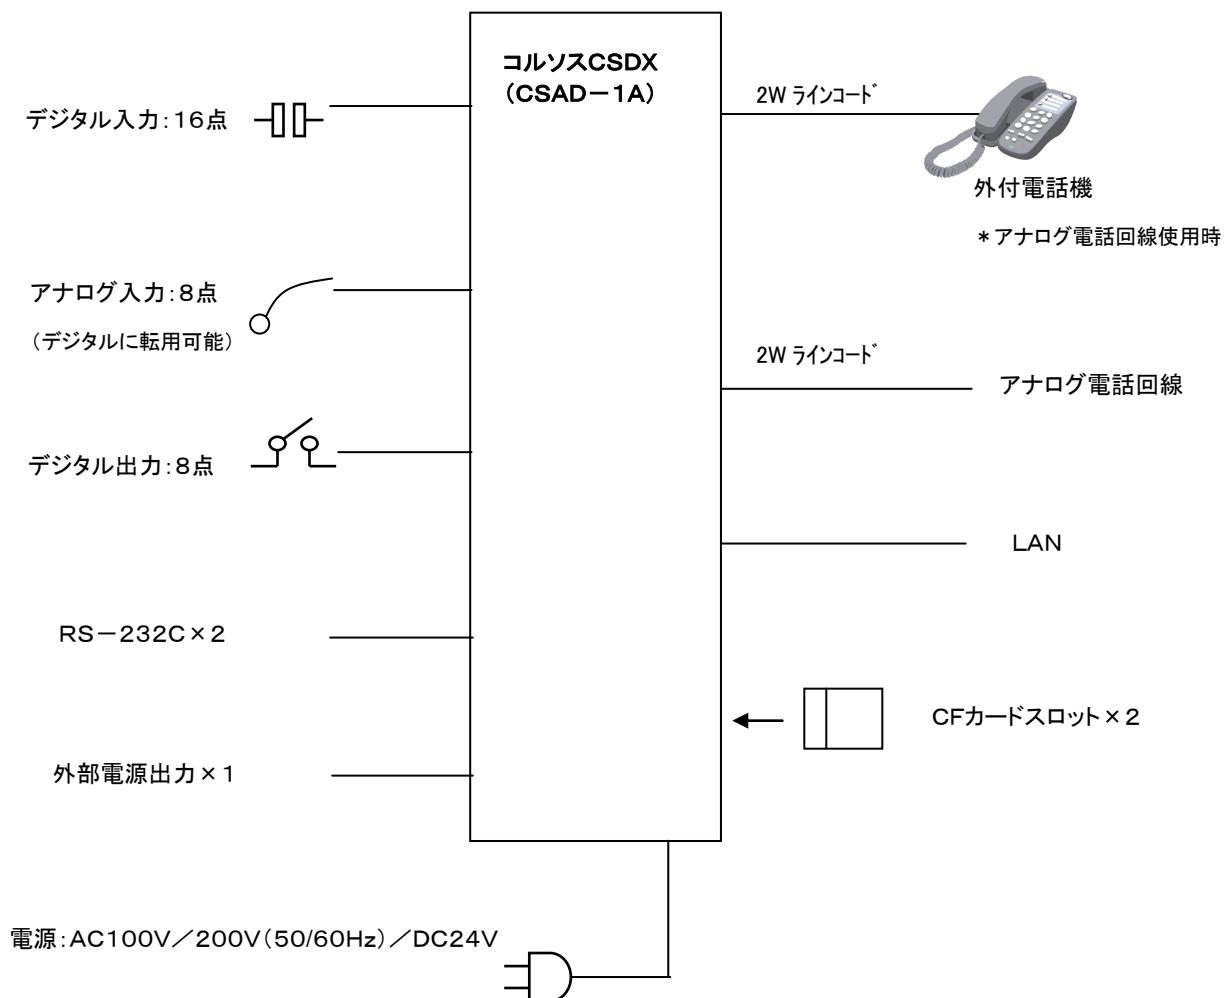 コルソスCSDX
(CSAD－1A)
デジタル入力：16点
アナログ入力：8点
（デジタルに転用可能）
デジタル出力：8点
RS－232C×2
外部電源出力×1
電源：AC100V／200V（50/60Hz）／DC24V
2W ﾗｲﾝｺｰﾄﾞ
外付電話機
＊アナログ電話回線使用時
2W ﾗｲﾝｺｰﾄﾞ
アナログ電話回線
LAN
CFカードスロット×2